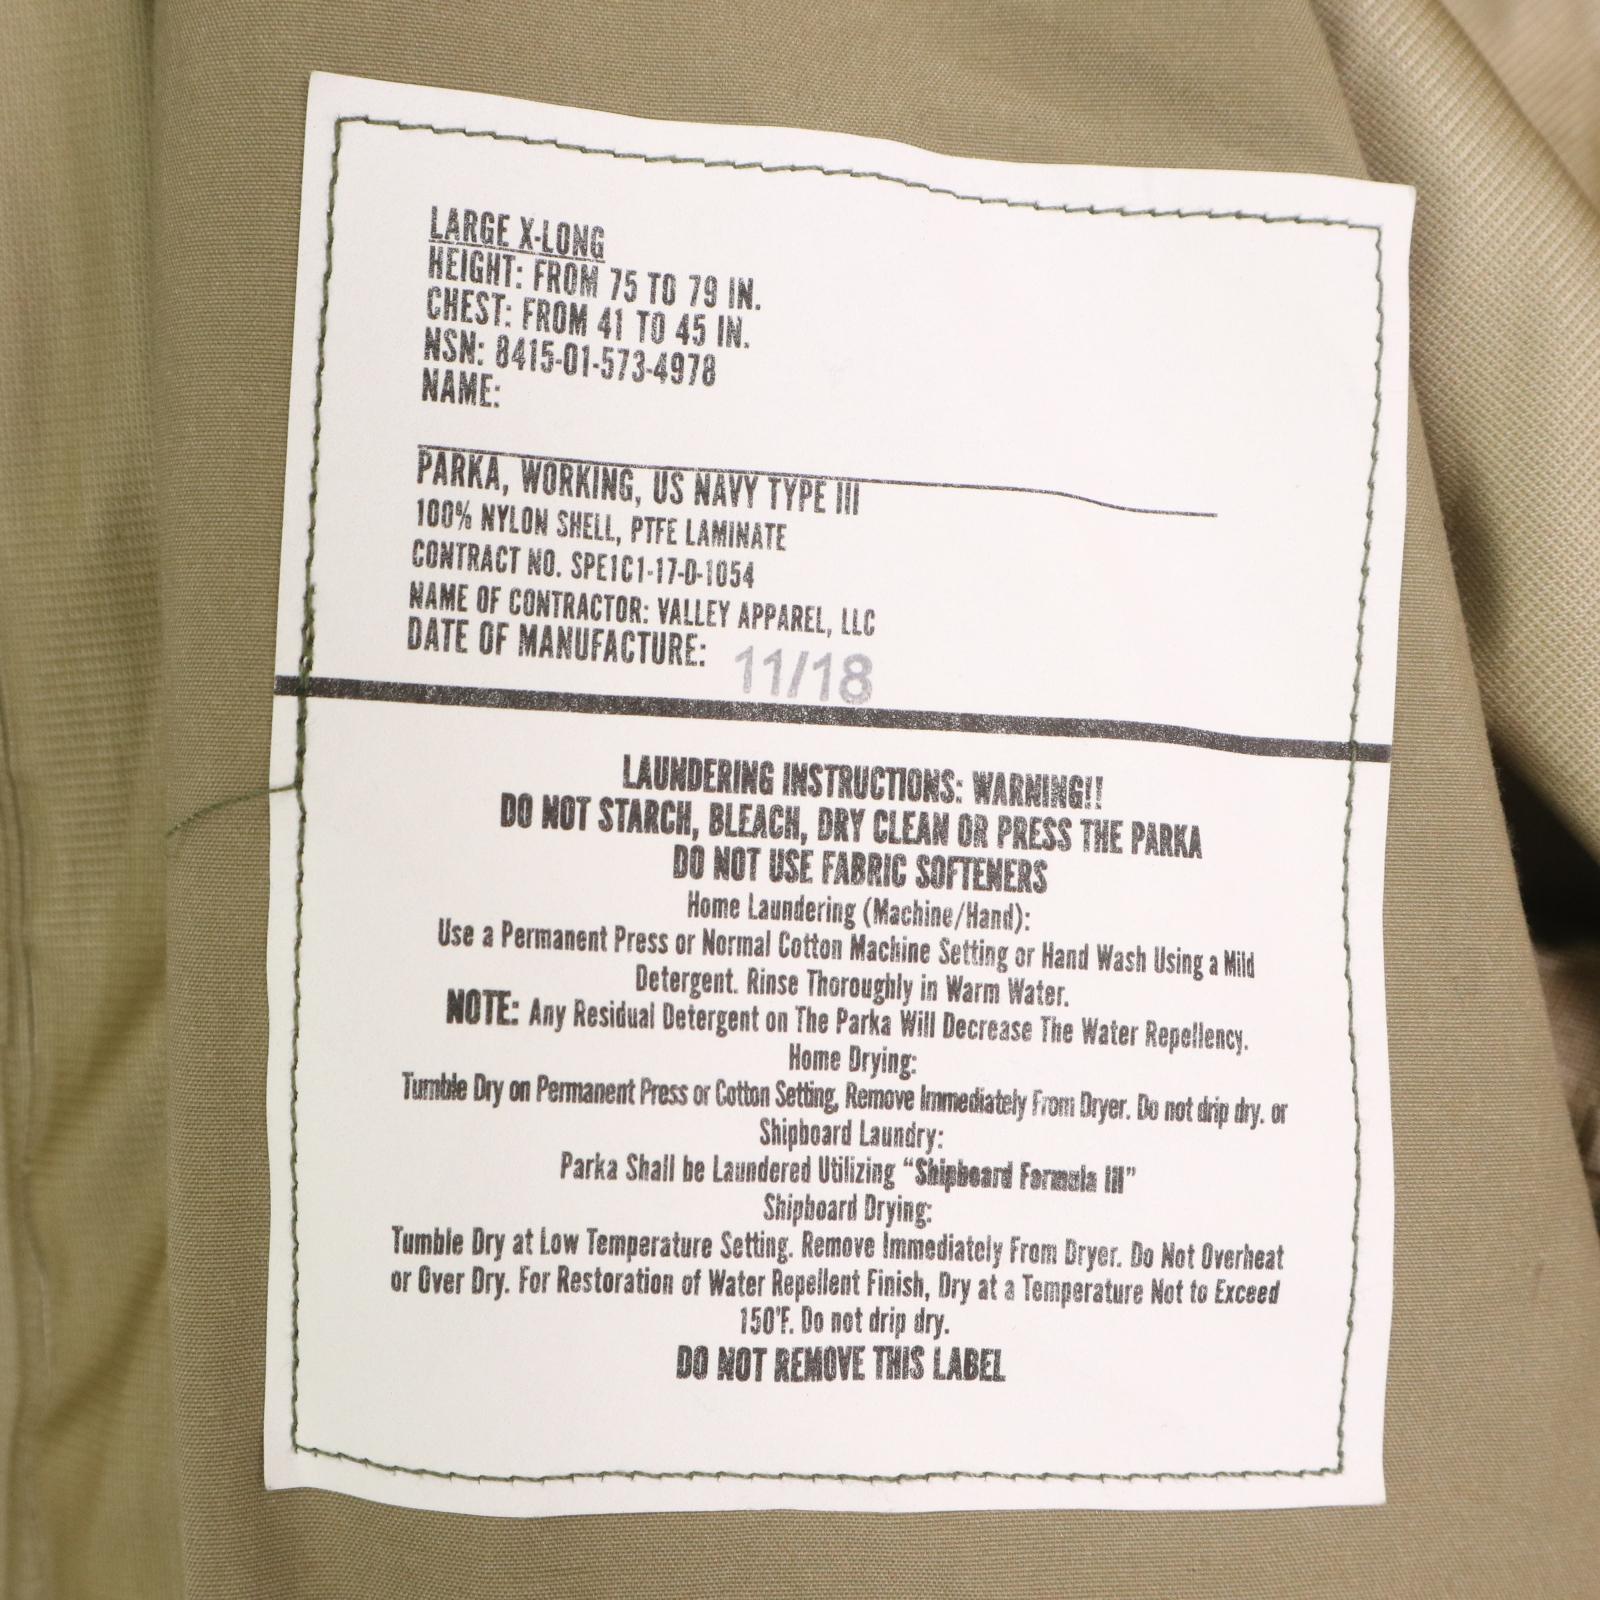 LARGE X-LONG
HEIGHT: FROM 75 TO 79 IN.
CHEST: FROM 41 TO 45 IN.
NSN: 8415-01-573-4978
NAME:
PARKA, WORKING, US NAVY TYPE III
100% NYLON SHELL, PTFE LAMINATE
CONTRACT NO. SPE1C1-17-D-1054
NAME OF CONTRACTOR: VALLEY APPAREL, LLC
DATE OF MANUFACTURE: 11/18
LAUNDERING INSTRUCTIONS: WARNING!!
DO NOT STARCH, BLEACH, DRY CLEAN OR PRESS THE PARKA
DO NOT USE FABRIC SOFTENERS
Home Laundering (Machine/Hand):
Use a Permanent Press or Normal Cotton Machine Setting or Hand Wash Using a Mild
Detergent. Rinse Thoroughly in Warm Water.
NOTE: Any Residual Detergent on The Parka Will Decrease The Water Repellency.
Home Drying:
Tumble Dry on Permanent Press or Cotton Setting, Remove Immediately From Dryer. Do not drip dry. or
Shipboard Laundry:
Parka Shall be Laundered Utilizing “Shipboard Formula III”
Shipboard Drying:
Tumble Dry at Low Temperature Setting. Remove Immediately From Dryer. Do Not Overheat
or Over Dry. For Restoration of Water Repellent Finish, Dry at a Temperature Not to Exceed
150°F. Do not drip dry.
DO NOT REMOVE THIS LABEL